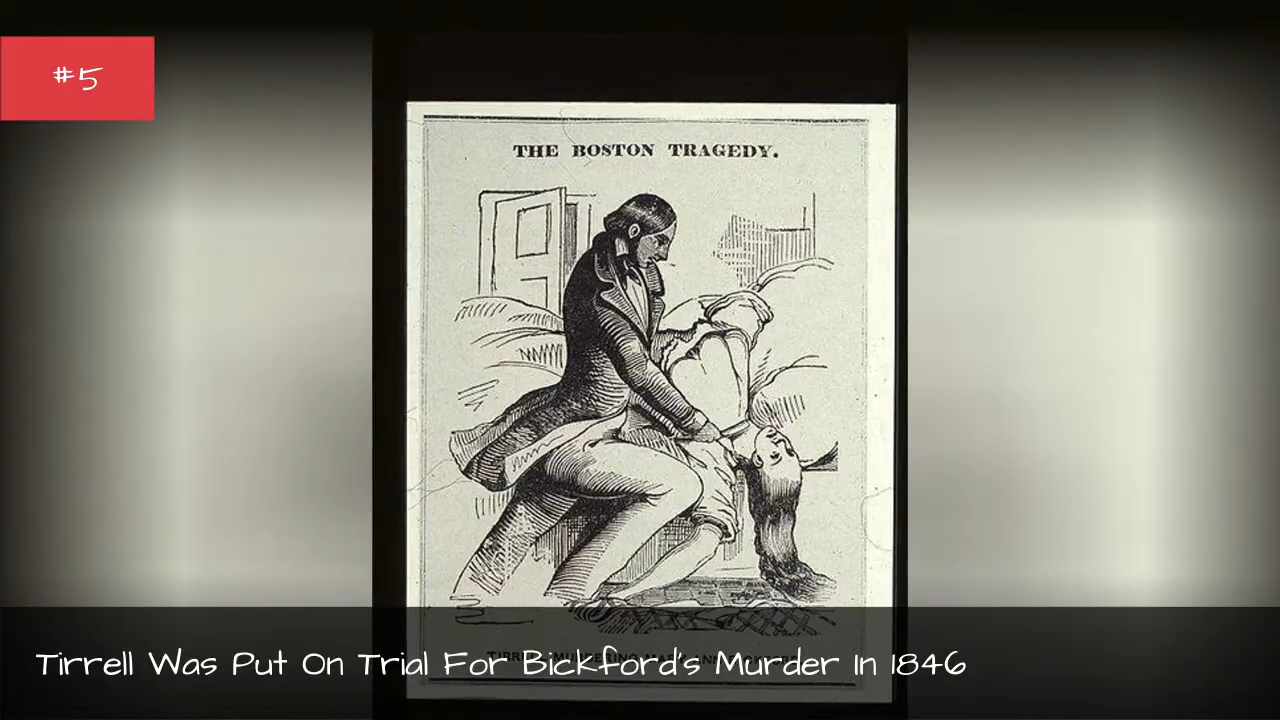 #5
THE BOSTON TRAGEDY.
Tirrell Was Put On Trial For Bickford's Murder In 1846